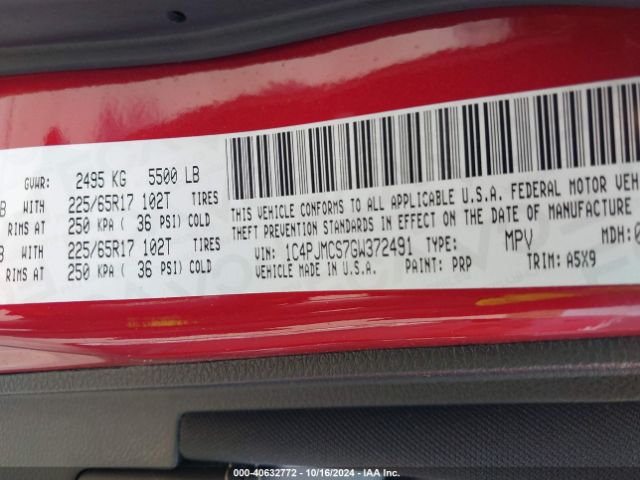 GVWR: 2495 KG 5500 LB
B WITH 225/65R17 102T TIRES
RIMS AT 250 KPA ( 36 PSI) COLD
B WITH 225/65R17 102T TIRES
RIMS AT 250 KPA ( 36 PSI) COLD
THIS VEHICLE CONFORMS TO ALL APPLICABLE U.S.A. FEDERAL MOTOR VEH
THEFT PREVENTION STANDARDS IN EFFECT ON THE DATE OF MANUFACTURE
VIN: 1C4PJMCS7GW372491 TYPE: MPV MDH: 0
VEHICLE MADE IN U.S.A. PAINT: PRP TRIM: A5X9
000-40632772 | 10/16/2024 | IAAI.COM